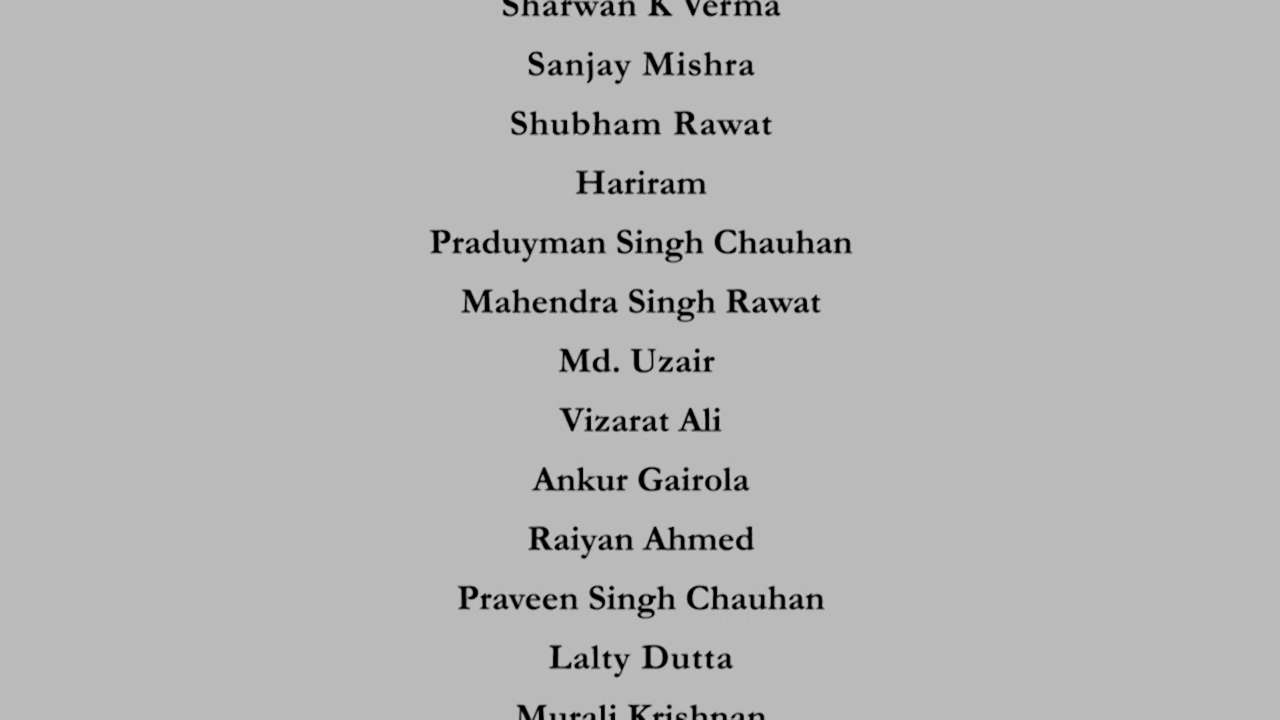 Sharwan K Verma
Sanjay Mishra
Shubham Rawat
Hariram
Praduyman Singh Chauhan
Mahendra Singh Rawat
Md. Uzair
Vizarat Ali
Ankur Gairola
Raiyan Ahmed
Praveen Singh Chauhan
Lalty Dutta
Murali Krishnan